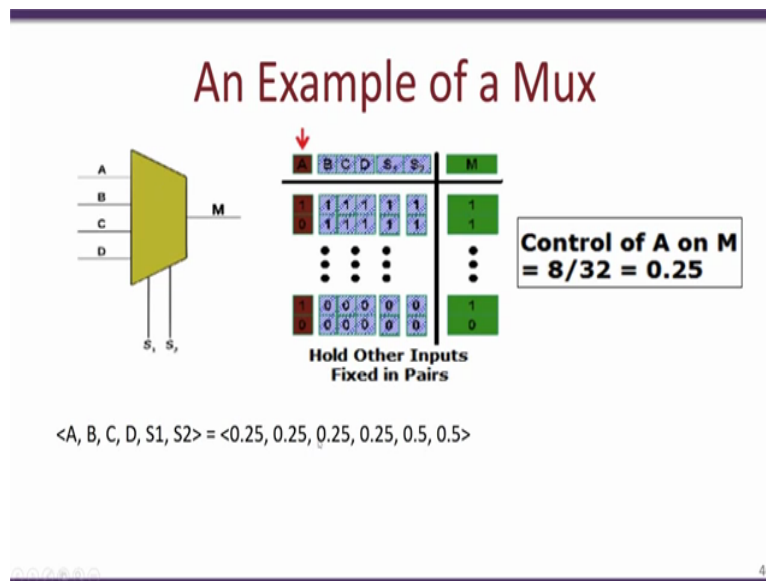 An Example of a Mux
A
B
C
D
M
S₁ S₂
A B C D S₁ S₂ M
1 1 1 1 1 1 1
0 1 1 1 1 1 1
1 0 0 0 0 0 1
0 0 0 0 0 0 0
Hold Other Inputs
Fixed in Pairs
Control of A on M
= 8/32 = 0.25
<A, B, C, D, S1, S2> = <0.25, 0.25, 0.25, 0.25, 0.5, 0.5>
4